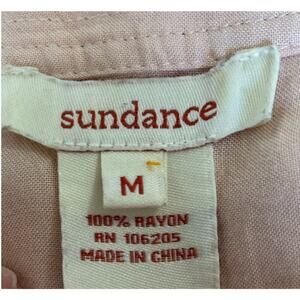 sundance
M
100% RAYON
RN 106205
MADE IN CHINA